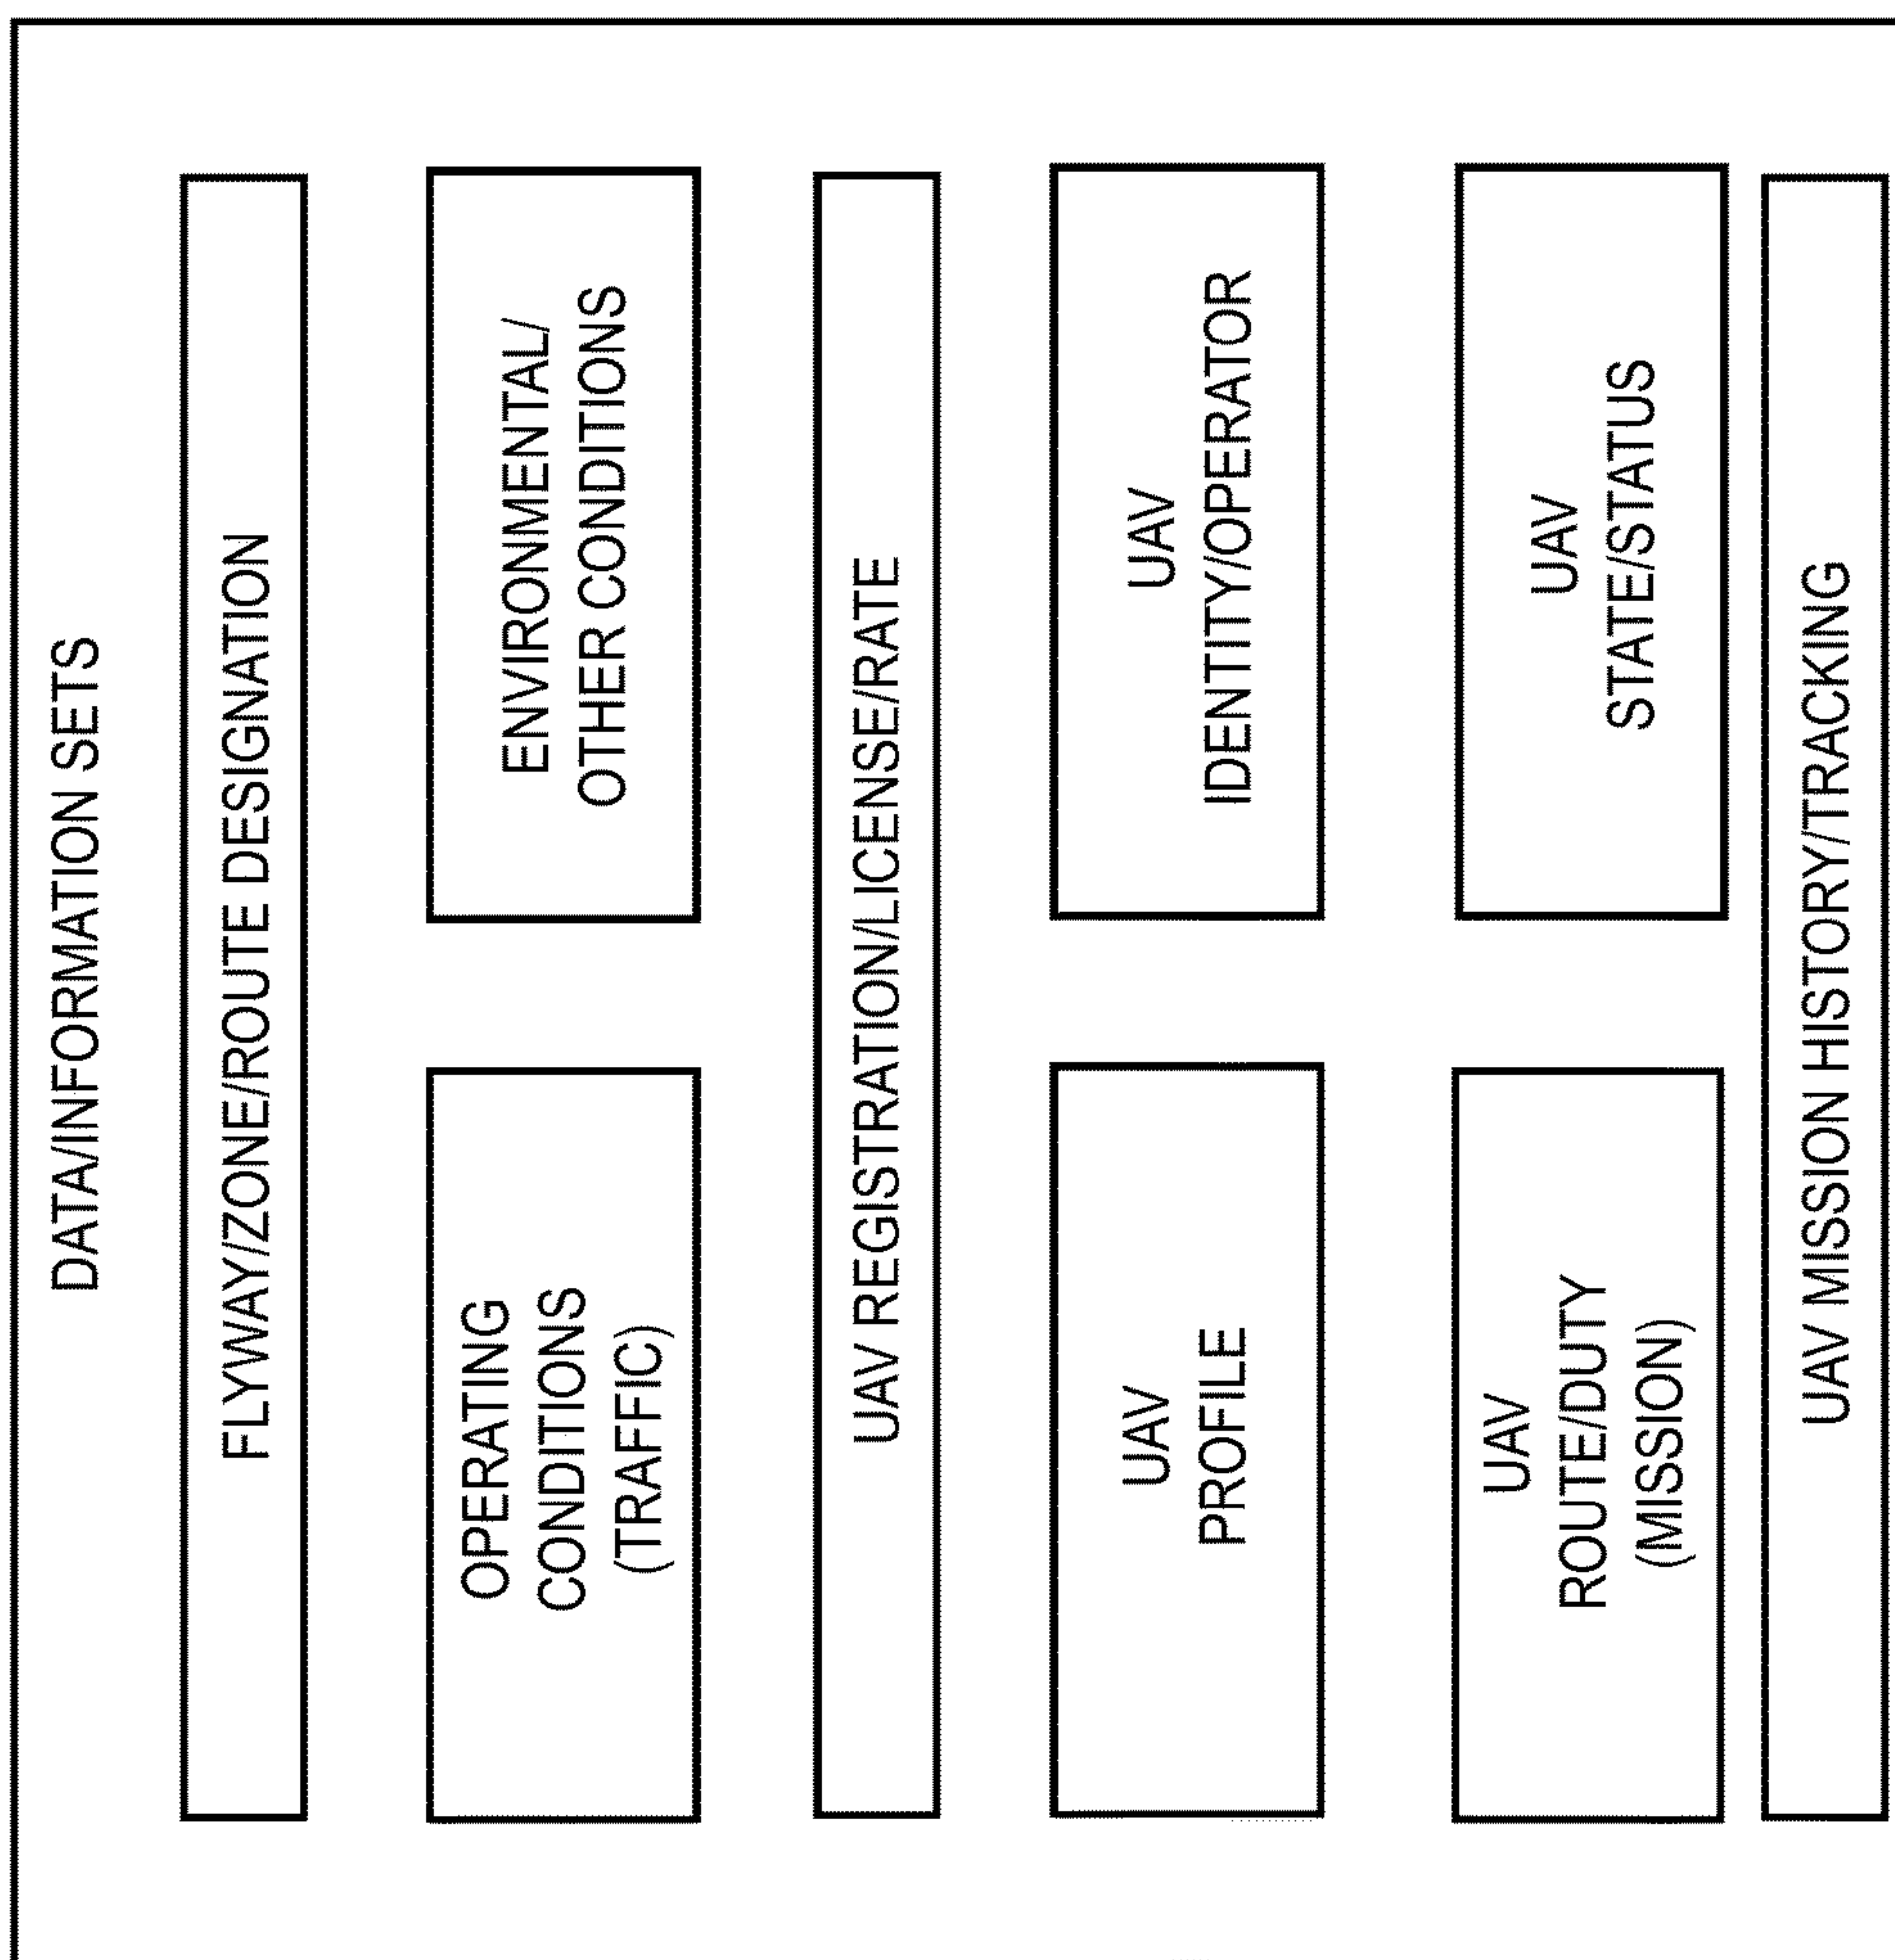 DATA/INFORMATION SETS
FLYWAY/ZONE/ROUTE DESIGNATION
OPERATING
CONDITIONS
(TRAFFIC)
ENVIRONMENTAL/
OTHER CONDITIONS
UAV REGISTRATION/LICENSE/RATE
UAV
PROFILE
UAV
IDENTITY/OPERATOR
UAV
ROUTE/DUTY
(MISSION)
UAV
STATE/STATUS
UAV MISSION HISTORY/TRACKING